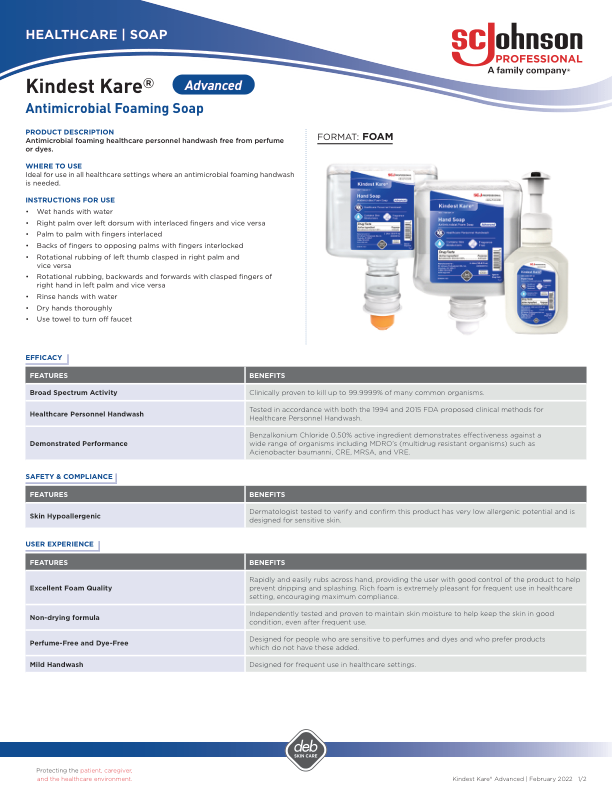 HEALTHCARE | SOAP
SC Johnson
PROFESSIONAL
A family company®
Kindest Kare®
Advanced
Antimicrobial Foaming Soap
PRODUCT DESCRIPTION
Antimicrobial foaming healthcare personnel handwash free from perfume
or dyes.
WHERE TO USE
Ideal for use in all healthcare settings where an antimicrobial foaming handwash
is needed.
INSTRUCTIONS FOR USE
• Wet hands with water
• Right palm over left dorsum with interlaced fingers and vice versa
• Palm to palm with fingers interlaced
• Backs of fingers to opposing palms with fingers interlocked
• Rotational rubbing of left thumb clasped in right palm and
vice versa
• Rotational rubbing, backwards and forwards with clasped fingers of
right hand in left palm and vice versa
• Rinse hands with water
• Dry hands thoroughly
• Use towel to turn off faucet
FORMAT: FOAM
Kindest Kare®
Hand Soap
Kindest Kare®
Hand Soap
Kindest Kare®
EFFICACY
FEATURES BENEFITS
Broad Spectrum Activity Clinically proven to kill up to 99.9999% of many common organisms.
Healthcare Personnel Handwash Tested in accordance with both the 1994 and 2015 FDA proposed clinical methods for
Healthcare Personnel Handwash.
Demonstrated Performance Benzalkonium Chloride 0.50% active ingredient demonstrates effectiveness against a
wide range of organisms including MDRO's (multidrug resistant organisms) such as
Acienobacter baumanni, CRE, MRSA, and VRE.
SAFETY & COMPLIANCE
FEATURES BENEFITS
Skin Hypoallergenic Dermatologist tested to verify and confirm this product has very low allergenic potential and is
designed for sensitive skin.
USER EXPERIENCE
FEATURES BENEFITS
Excellent Foam Quality Rapidly and easily rubs across hand, providing the user with good control of the product to help
prevent dripping and splashing. Rich foam is extremely pleasant for frequent use in healthcare
setting, encouraging maximum compliance.
Non-drying formula Independently tested and proven to maintain skin moisture to help keep the skin in good
condition, even after frequent use.
Perfume-Free and Dye-Free Designed for people who are sensitive to perfumes and dyes and who prefer products
which do not have these added.
Mild Handwash Designed for frequent use in healthcare settings.
deb
SKIN CARE
Protecting the patient, caregiver,
and the healthcare environment.
Kindest Kare® Advanced | February 2022 1/2